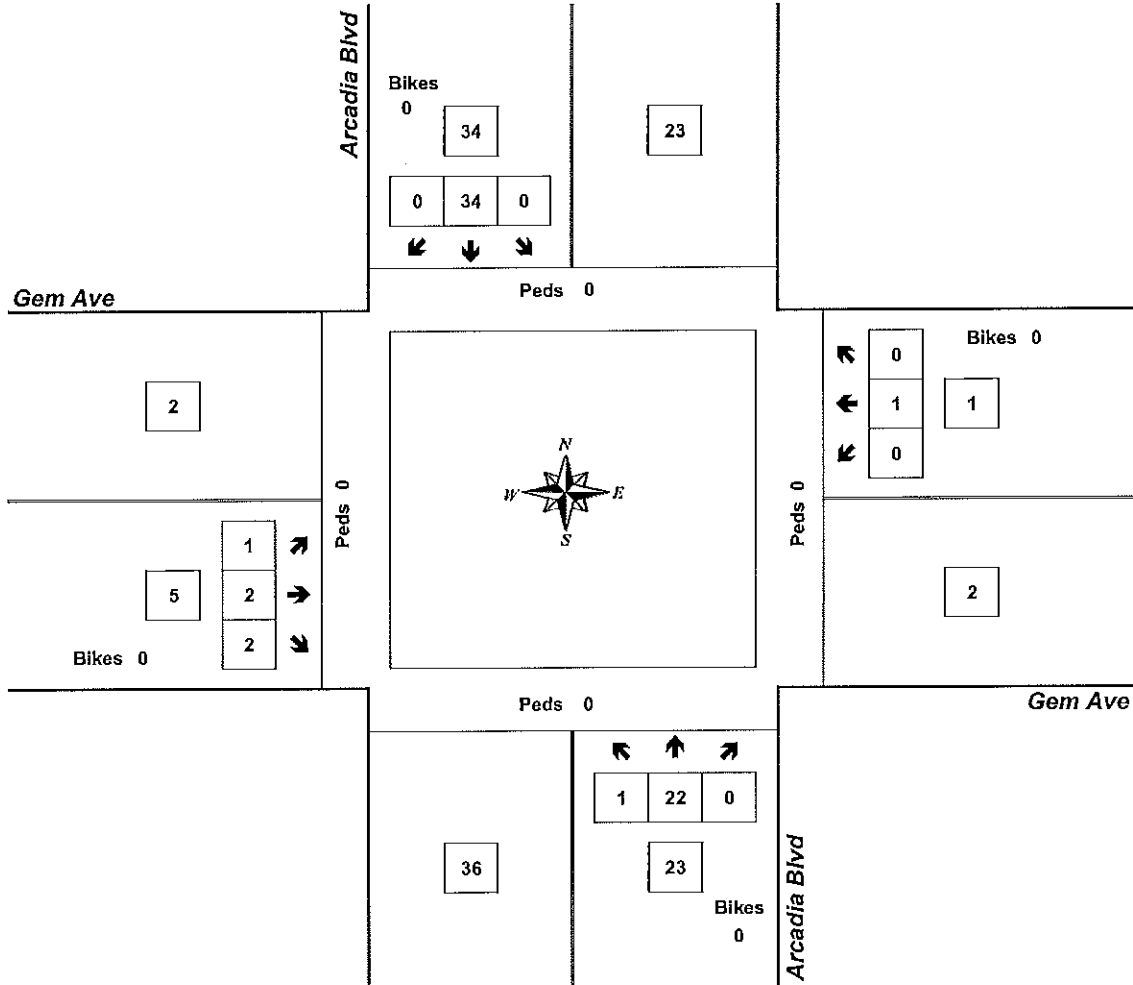 Arcadia Blvd
Bikes
0
34
23
0 34 0
Peds 0
Gem Ave
Bikes 0
0
2
1 1
0
N
W E
S
Peds 0
Peds 0
1
5 2
2
2
Bikes 0
Peds 0
Gem Ave
1 22 0
36
23
Bikes
0
Arcadia Blvd